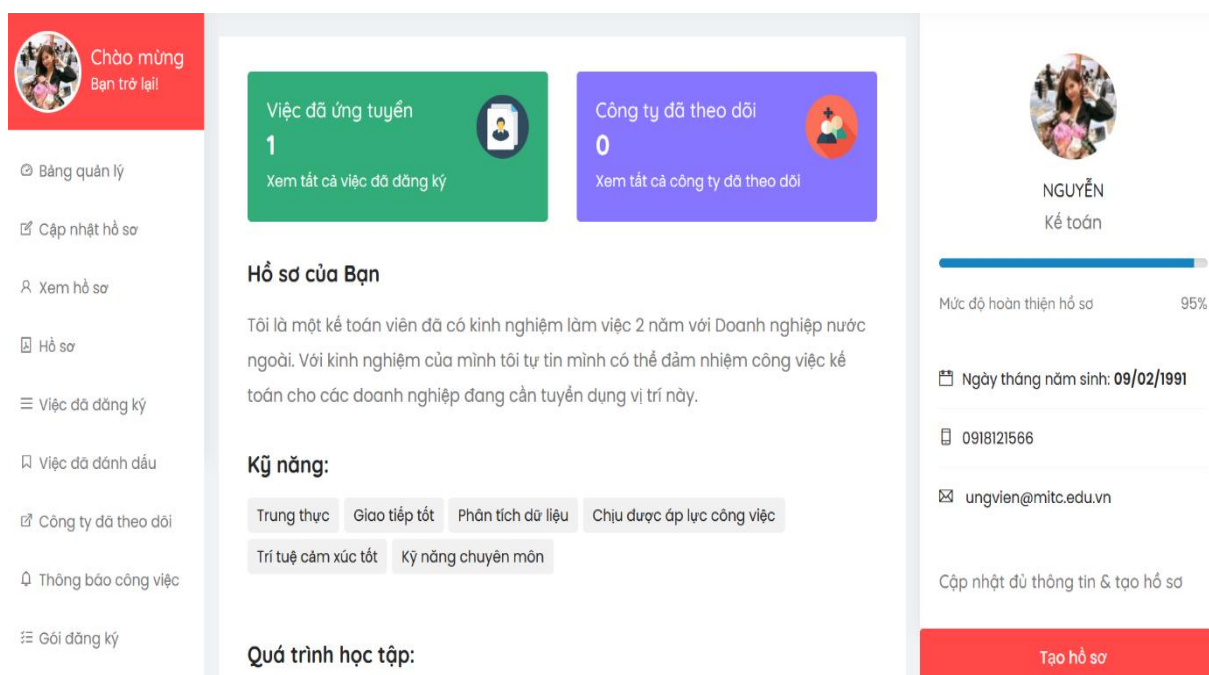 Chào mừng
Bạn trở lại!
Bảng quản lý
Cập nhật hồ sơ
Xem hồ sơ
Hồ sơ
Việc đã đăng ký
Việc đã đánh dấu
Công ty đã theo dõi
Thông báo công việc
Gói đăng ký
Việc đã ứng tuyển
1
Xem tất cả việc đã đăng ký
Công ty đã theo dõi
0
Xem tất cả công ty đã theo dõi
Hồ sơ của Bạn
Tôi là một kế toán viên đã có kinh nghiệm làm việc 2 năm với Doanh nghiệp nước
ngoài. Với kinh nghiệm của mình tôi tự tin mình có thể đảm nhiệm công việc kế
toán cho các doanh nghiệp đang cần tuyển dụng vị trí này.
Kỹ năng:
Trung thực Giao tiếp tốt Phân tích dữ liệu Chịu được áp lực công việc
Trí tuệ cảm xúc tốt Kỹ năng chuyên môn
Quá trình học tập:
NGUYỄN
Kế toán
Mức độ hoàn thiện hồ sơ 95%
Ngày tháng năm sinh: 09/02/1991
0918121566
ungvien@mitc.edu.vn
Cập nhật đủ thông tin & tạo hồ sơ
Tạo hồ sơ